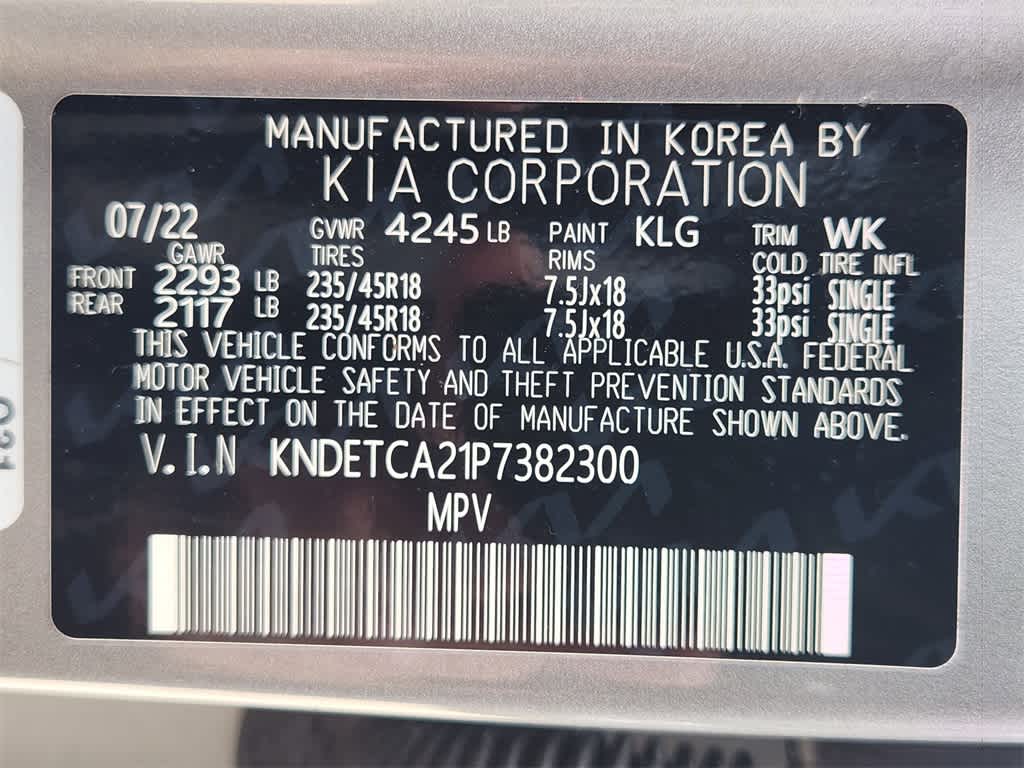 MANUFACTURED IN KOREA BY
KIA CORPORATION
07/22 GVWR 4245 LB PAINT KLG TRIM WK
GAWR TIRES RIMS COLD TIRE INFL
FRONT 2293 LB 235/45R18 7.5Jx18 33psi SINGLE
REAR 2117 LB 235/45R18 7.5Jx18 33psi SINGLE
THIS VEHICLE CONFORMS TO ALL APPLICABLE U.S.A. FEDERAL
MOTOR VEHICLE SAFETY AND THEFT PREVENTION STANDARDS
IN EFFECT ON THE DATE OF MANUFACTURE SHOWN ABOVE.
V.I.N KNDETCA21P7382300
MPV